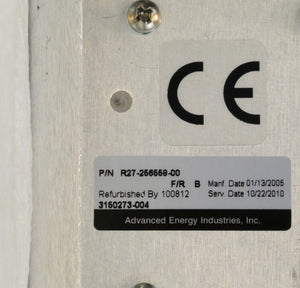 CE
P/N R27-256559-00
F/R B Manf. Date 01/13/2005
Refurbished By 100812 Serv. Date 10/22/2010
3150273-004
Advanced Energy Industries, Inc.